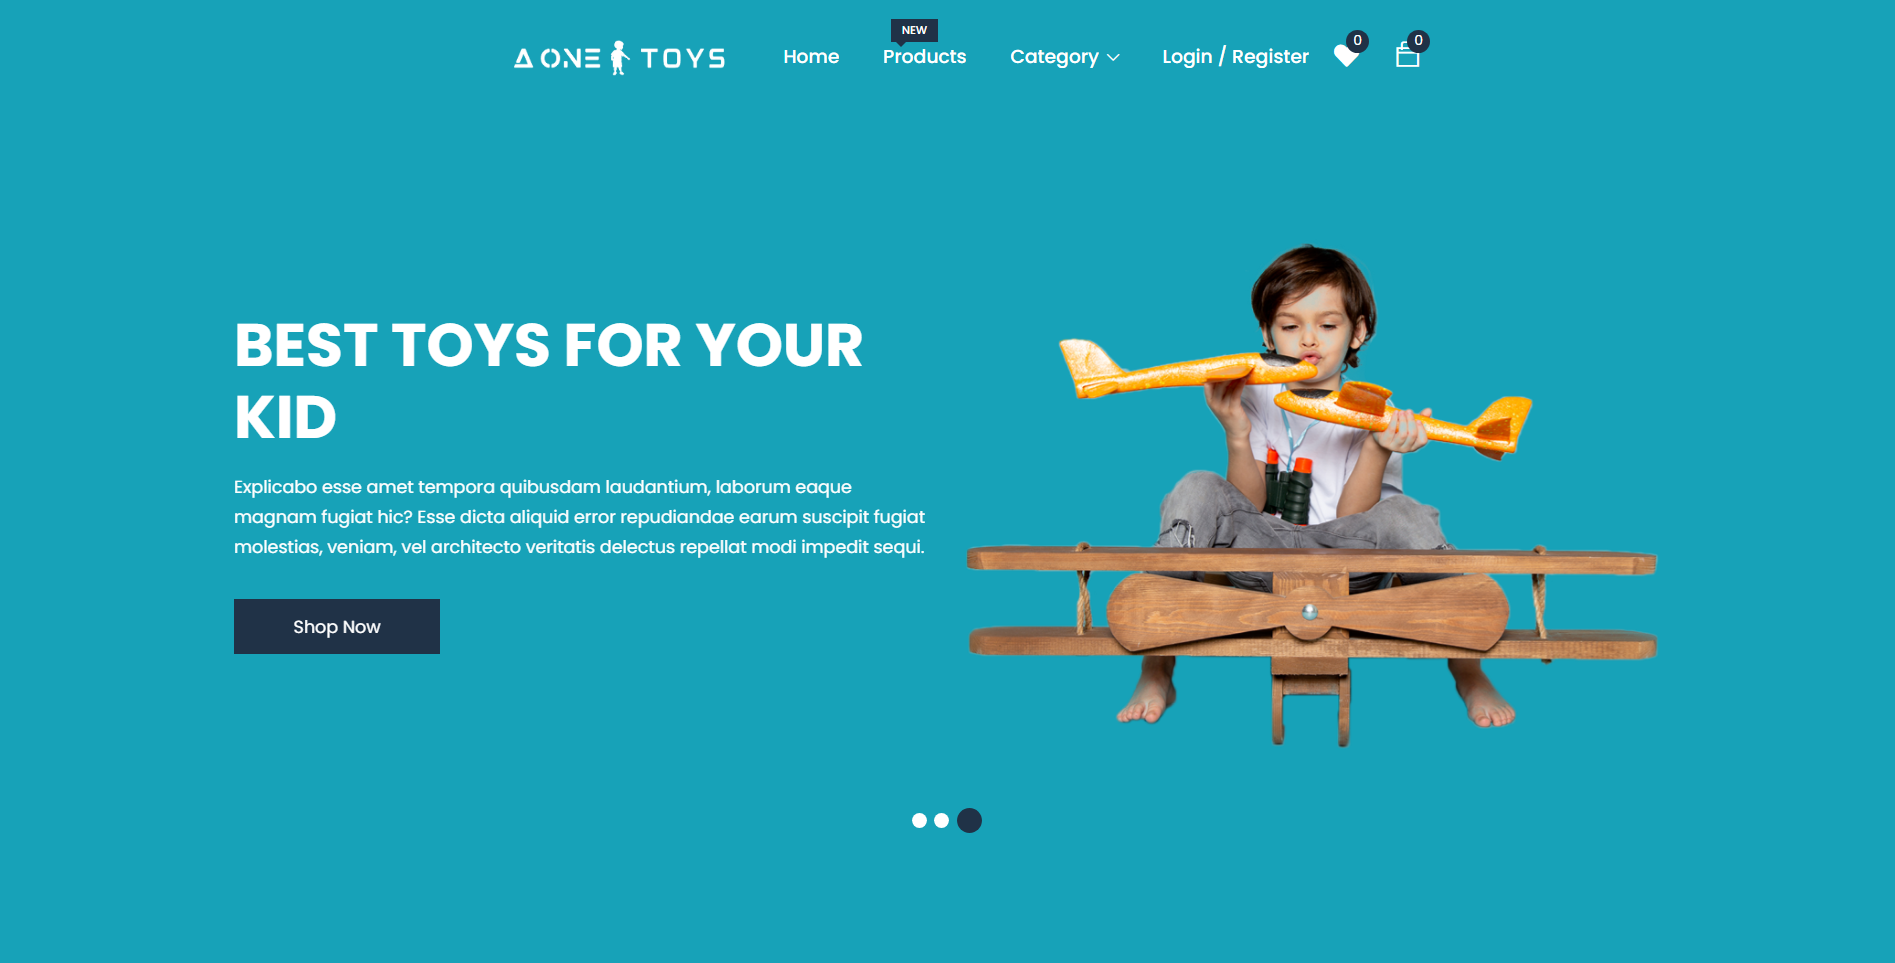 NEW
A ONE TOYS
Home
Products
Category
Login / Register
0
0
BEST TOYS FOR YOUR
KID
Explicabo esse amet tempora quibusdam laudantium, laborum eaque
magnam fugiat hic? Esse dicta aliquid error repudiandae earum suscipit fugiat
molestias, veniam, vel architecto veritatis delectus repellat modi impedit sequi.
Shop Now